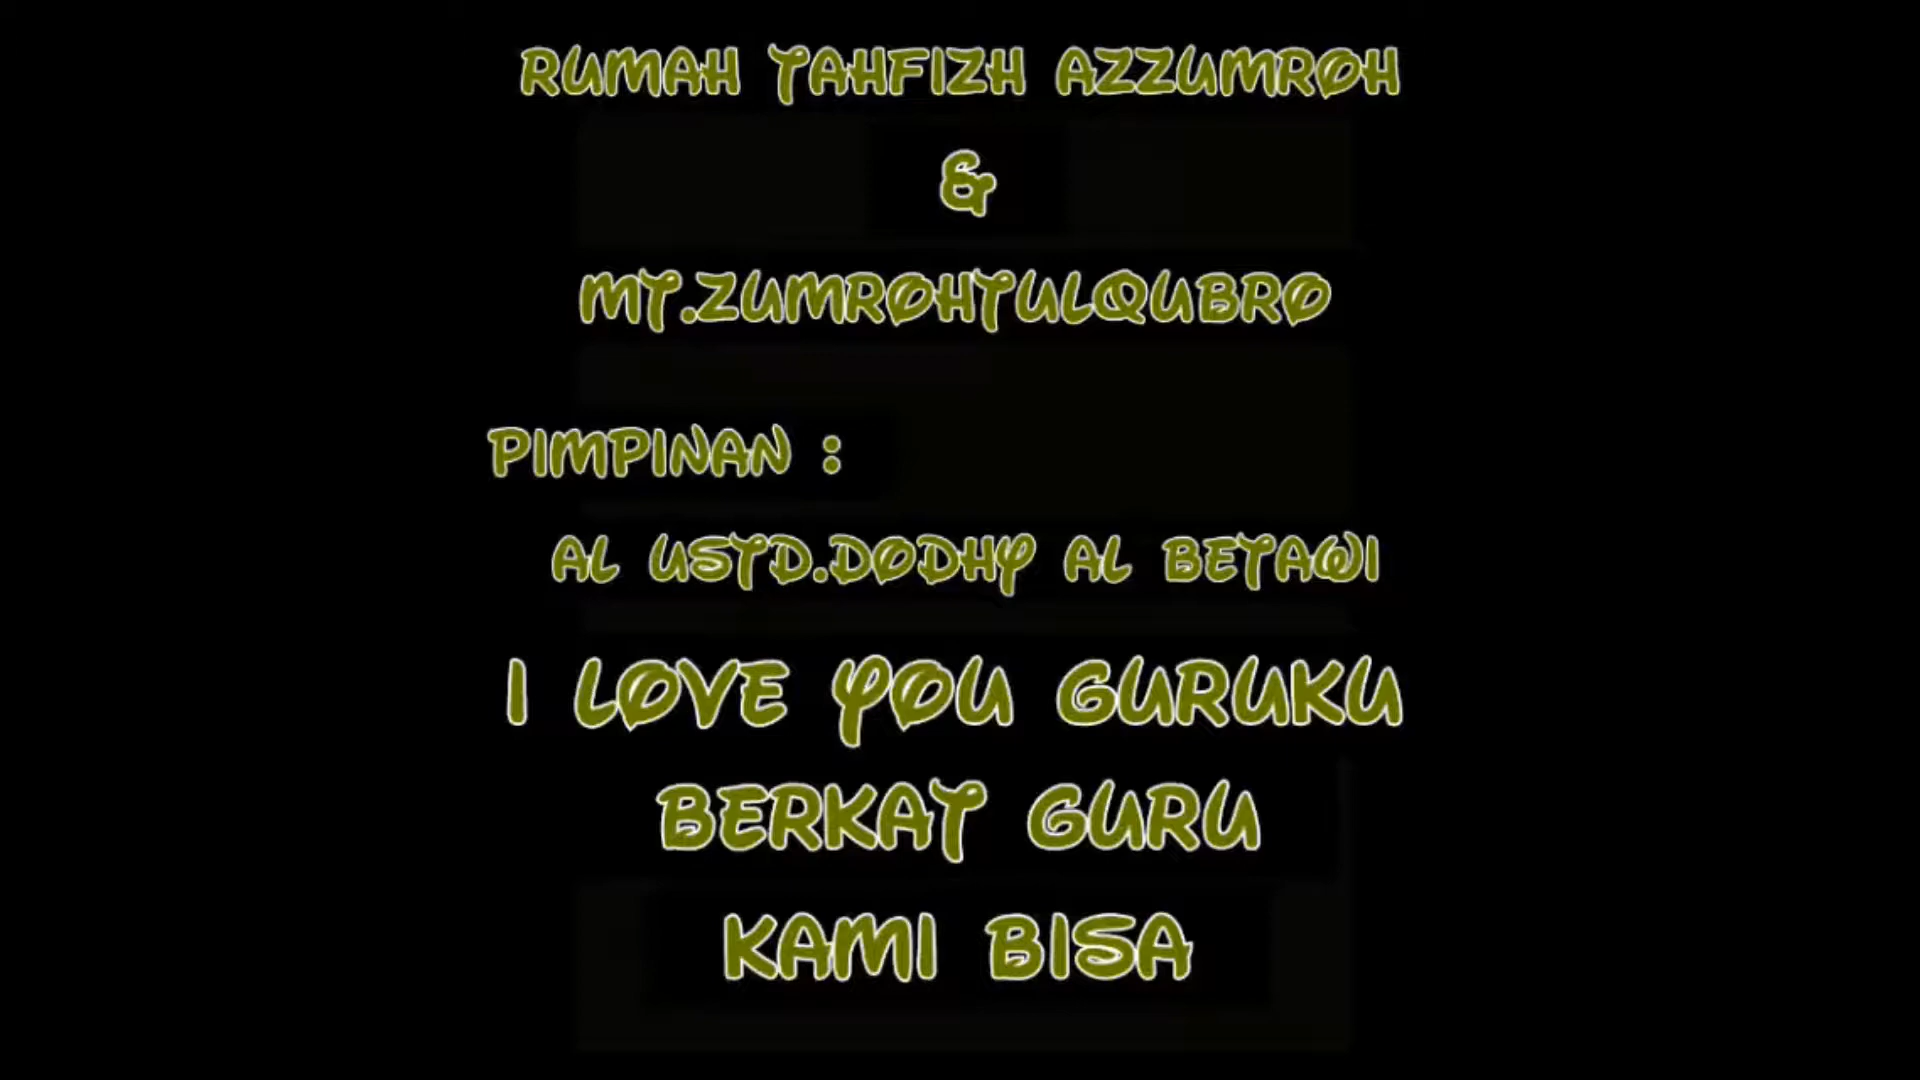 RUMAH TAHFIZH AZZUMROH
&
MT.ZUMROHTULQUBRO
PIMPINAN :
AL USTD.DODHY AL BETAWI
I LOVE YOU GURUKU
BERKAT GURU
KAMI BISA